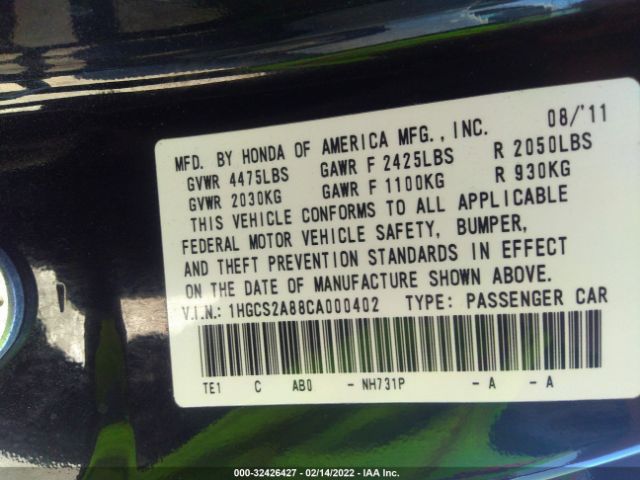 08/'11
MFD. BY HONDA OF AMERICA MFG., INC.
GVWR 4475LBS GAWR F 2425LBS R 2050LBS
GVWR 2030KG GAWR F 1100KG R 930KG
THIS VEHICLE CONFORMS TO ALL APPLICABLE
FEDERAL MOTOR VEHICLE SAFETY, BUMPER,
AND THEFT PREVENTION STANDARDS IN EFFECT
ON THE DATE OF MANUFACTURE SHOWN ABOVE.
V.I.N.: 1HGCS2A88CA000402 TYPE: PASSENGER CAR
TE1 C AB0 - NH731P - A - A
000-32426427 - 02/14/2022 - IAA Inc.